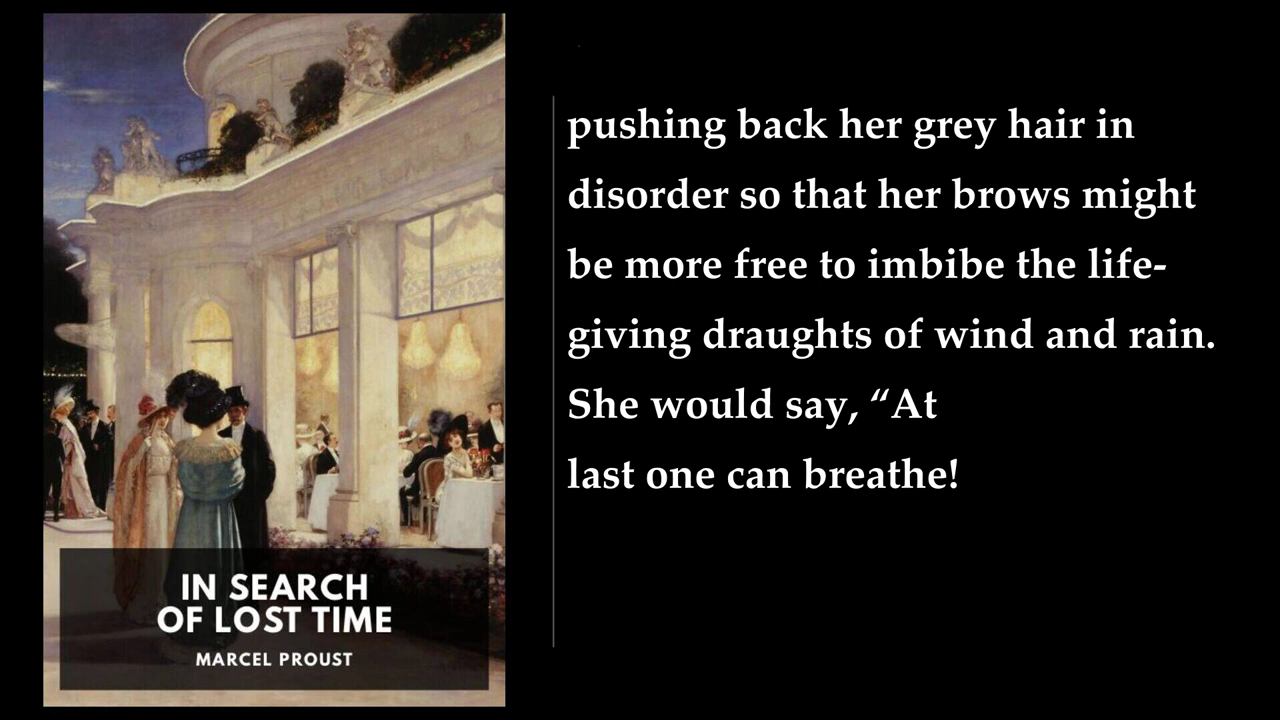 pushing back her grey hair in
disorder so that her brows might
be more free to imbibe the life-
giving draughts of wind and rain.
She would say, “At
last one can breathe!
IN SEARCH
OF LOST TIME
MARCEL PROUST